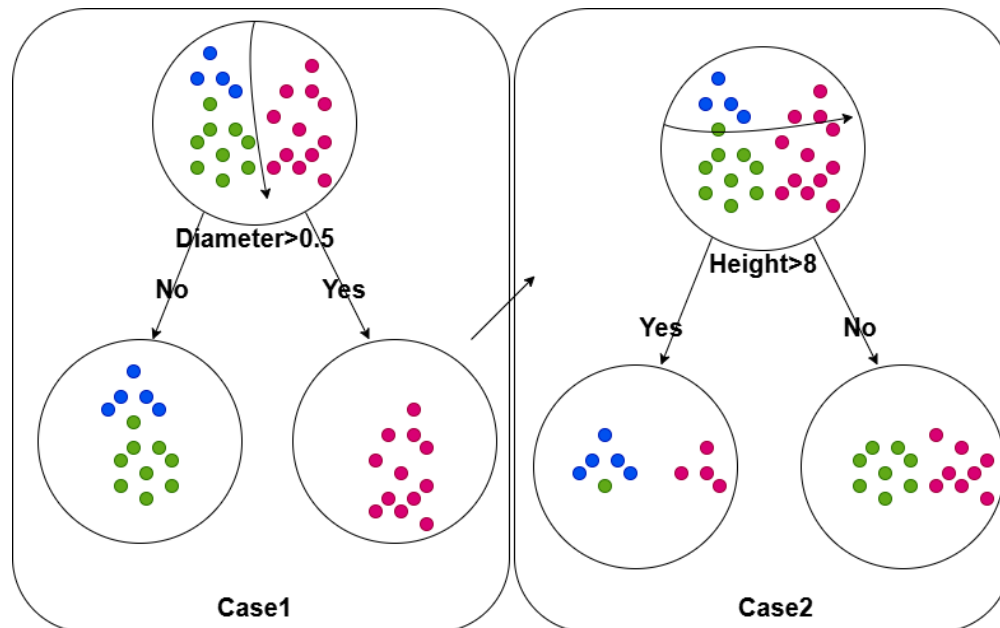 Diameter>0.5
No
Yes
Case1
Height>8
Yes
No
Case2